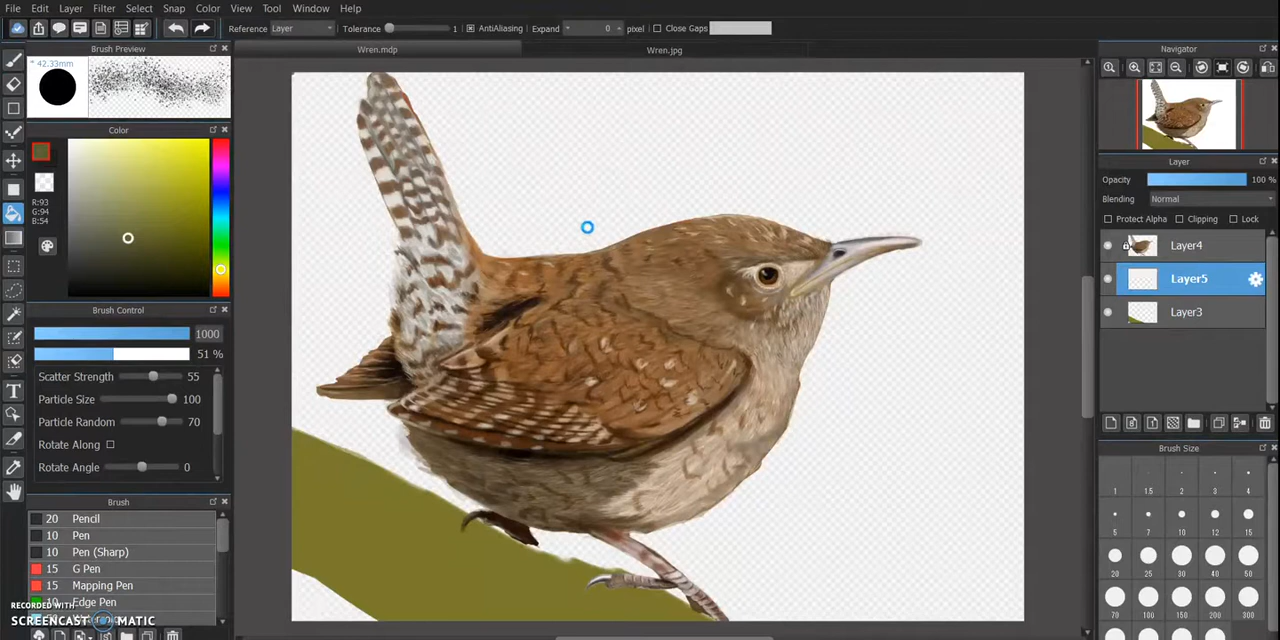 File Edit Layer Filter Select Snap Color View Tool Window Help
Reference Layer Tolerance 1 AntiAliasing Expand 0 pixel Close Gaps
Brush Preview
Wren.mdp Wren.jpg
Navigator
42.33mm
Color
R:93
G:94
B:54
Layer
Opacity 100 %
Blending Normal
Protect Alpha Clipping Lock
Layer4
Layer5
Layer3
Brush Control
1000
51 %
Scatter Strength 55
Particle Size 100
Particle Random 70
Rotate Along
Rotate Angle 0
Brush
20 Pencil
10 Pen
10 Pen (Sharp)
15 G Pen
15 Mapping Pen
10 Edge Pen
RECORDED WITH
SCREENCAST MATIC
Brush Size
1 1.5 2 3 4
5 7 10 12 15
20 25 30 40 50
70 100 150 200 300